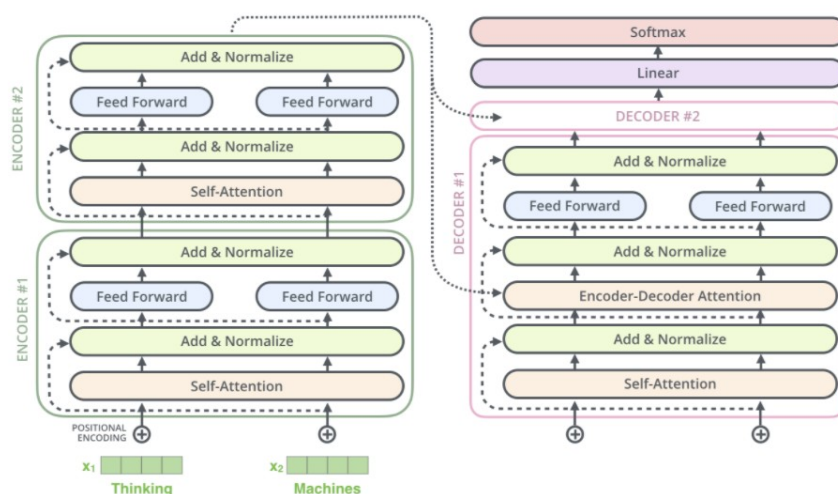 ENCODER #2
Add & Normalize
Feed Forward Feed Forward
Add & Normalize
Self-Attention
ENCODER #1
Add & Normalize
Feed Forward Feed Forward
Add & Normalize
Self-Attention
POSITIONAL
ENCODING
x1 x2
Thinking Machines
Softmax
Linear
DECODER #2
DECODER #1
Add & Normalize
Feed Forward Feed Forward
Add & Normalize
Encoder-Decoder Attention
Add & Normalize
Self-Attention